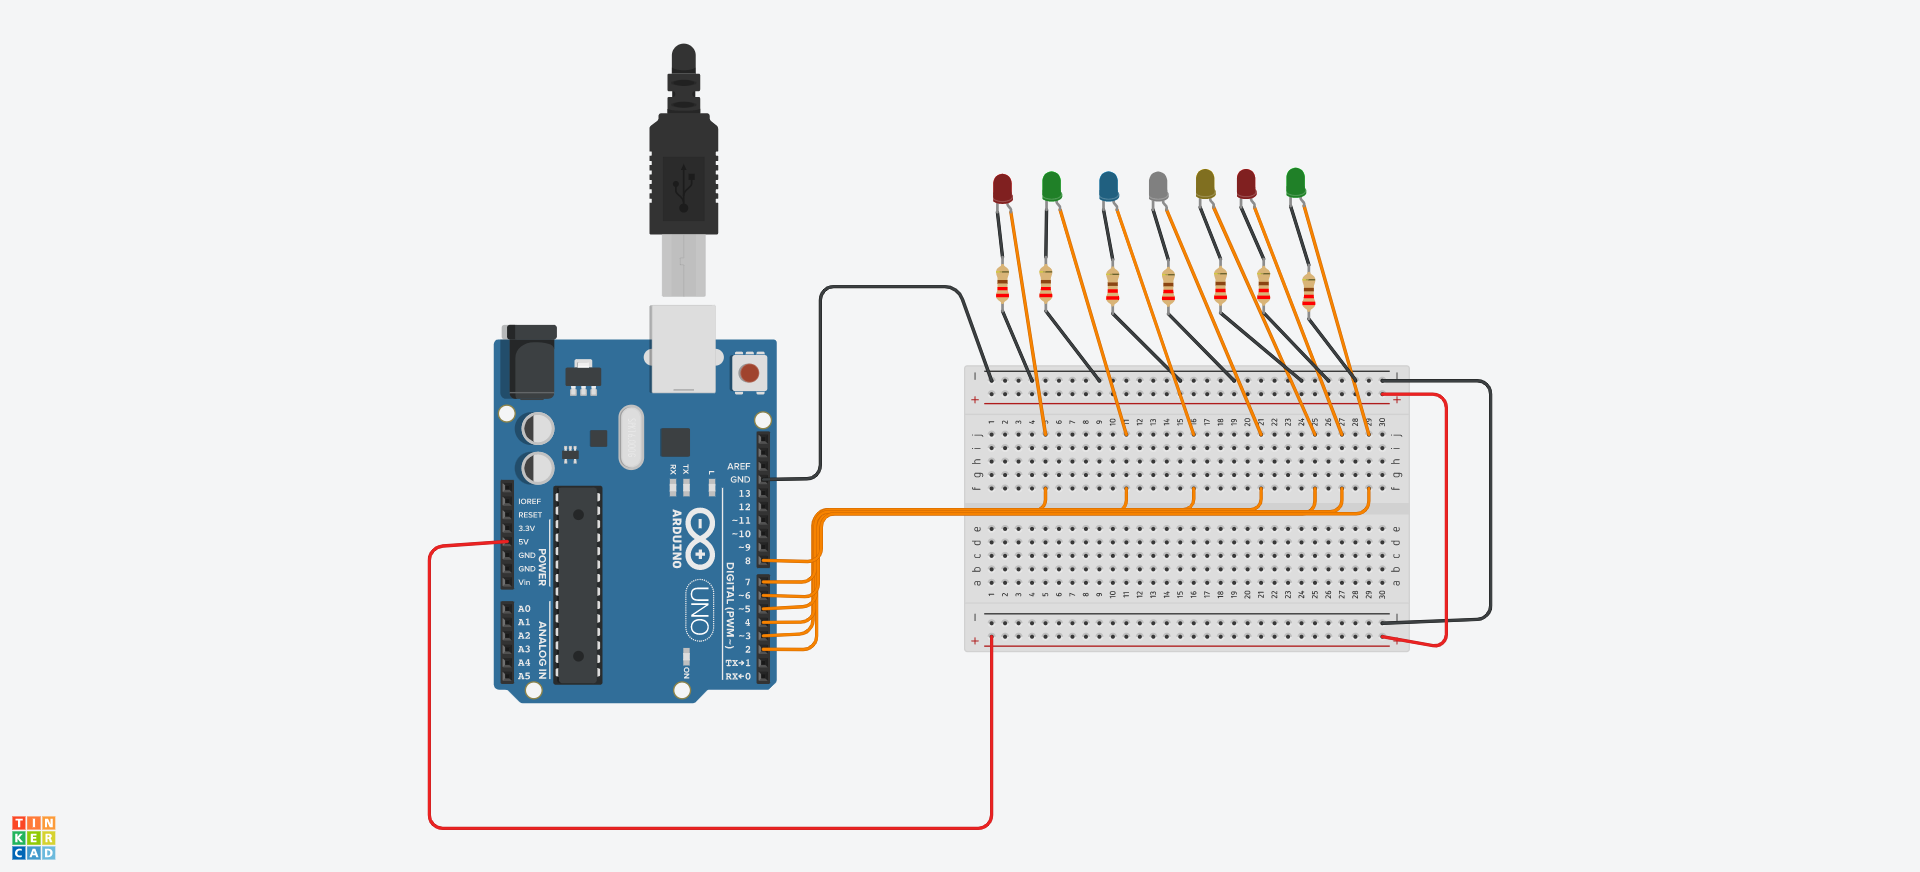 AREF
GND
13
12
~11
~10
~9
8
7
~6
~5
4
~3
2
TX→1
RX←0
DIGITAL (PWM~)
RX
TX
L
ARDUINO
UNO
ON
IOREF
RESET
3.3V
5V
GND
GND
Vin
POWER
A0
A1
A2
A3
A4
A5
ANALOG IN
− −
+ +
1 2 3 4 5 6 7 8 9 10 11 12 13 14 15 16 17 18 19 20 21 22 23 24 25 26 27 28 29 30
j j
i i
h h
g g
f f
e e
d d
c c
b b
a a
1 2 3 4 5 6 7 8 9 10 11 12 13 14 15 16 17 18 19 20 21 22 23 24 25 26 27 28 29 30
− −
+ +
TIN
KER
CAD